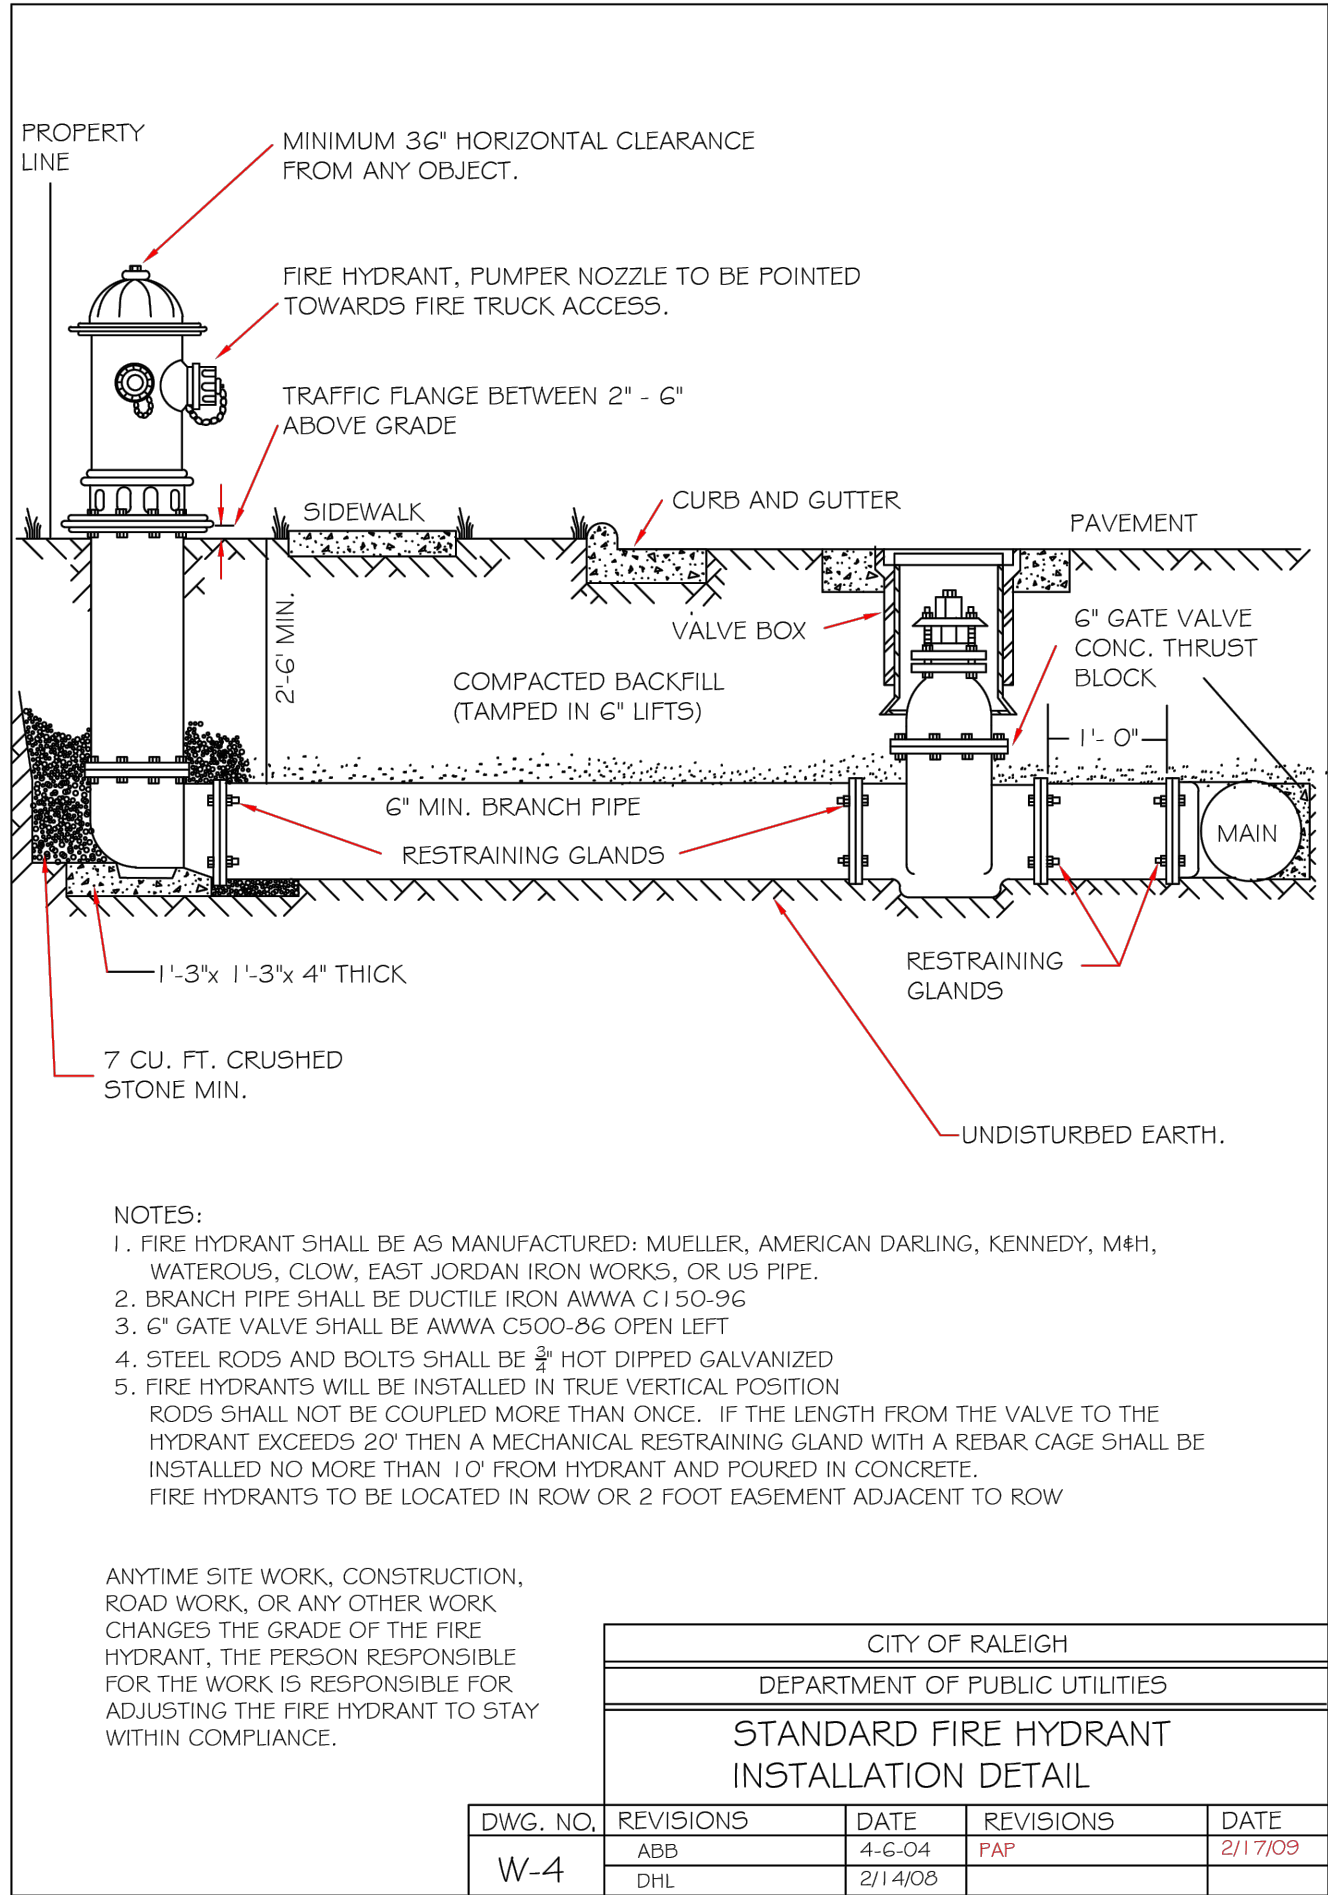 PROPERTY
LINE
MINIMUM 36" HORIZONTAL CLEARANCE
FROM ANY OBJECT.
FIRE HYDRANT, PUMPER NOZZLE TO BE POINTED
TOWARDS FIRE TRUCK ACCESS.
TRAFFIC FLANGE BETWEEN 2" - 6"
ABOVE GRADE
SIDEWALK
CURB AND GUTTER
PAVEMENT
2'-6' MIN.
VALVE BOX
6" GATE VALVE
CONC. THRUST
BLOCK
COMPACTED BACKFILL
(TAMPED IN 6" LIFTS)
1'- 0"
6" MIN. BRANCH PIPE
MAIN
RESTRAINING GLANDS
RESTRAINING
GLANDS
1'-3"x 1'-3"x 4" THICK
7 CU. FT. CRUSHED
STONE MIN.
UNDISTURBED EARTH.
NOTES:
1. FIRE HYDRANT SHALL BE AS MANUFACTURED: MUELLER, AMERICAN DARLING, KENNEDY, M&H,
WATEROUS, CLOW, EAST JORDAN IRON WORKS, OR US PIPE.
2. BRANCH PIPE SHALL BE DUCTILE IRON AWWA C150-96
3. 6" GATE VALVE SHALL BE AWWA C500-86 OPEN LEFT
4. STEEL RODS AND BOLTS SHALL BE 3/4" HOT DIPPED GALVANIZED
5. FIRE HYDRANTS WILL BE INSTALLED IN TRUE VERTICAL POSITION
RODS SHALL NOT BE COUPLED MORE THAN ONCE. IF THE LENGTH FROM THE VALVE TO THE
HYDRANT EXCEEDS 20' THEN A MECHANICAL RESTRAINING GLAND WITH A REBAR CAGE SHALL BE
INSTALLED NO MORE THAN 10' FROM HYDRANT AND POURED IN CONCRETE.
FIRE HYDRANTS TO BE LOCATED IN ROW OR 2 FOOT EASEMENT ADJACENT TO ROW
ANYTIME SITE WORK, CONSTRUCTION,
ROAD WORK, OR ANY OTHER WORK
CHANGES THE GRADE OF THE FIRE
HYDRANT, THE PERSON RESPONSIBLE
FOR THE WORK IS RESPONSIBLE FOR
ADJUSTING THE FIRE HYDRANT TO STAY
WITHIN COMPLIANCE.
CITY OF RALEIGH
DEPARTMENT OF PUBLIC UTILITIES
STANDARD FIRE HYDRANT
INSTALLATION DETAIL
DWG. NO. REVISIONS DATE REVISIONS DATE
W-4
ABB 4-6-04 PAP 2/17/09
DHL 2/14/08